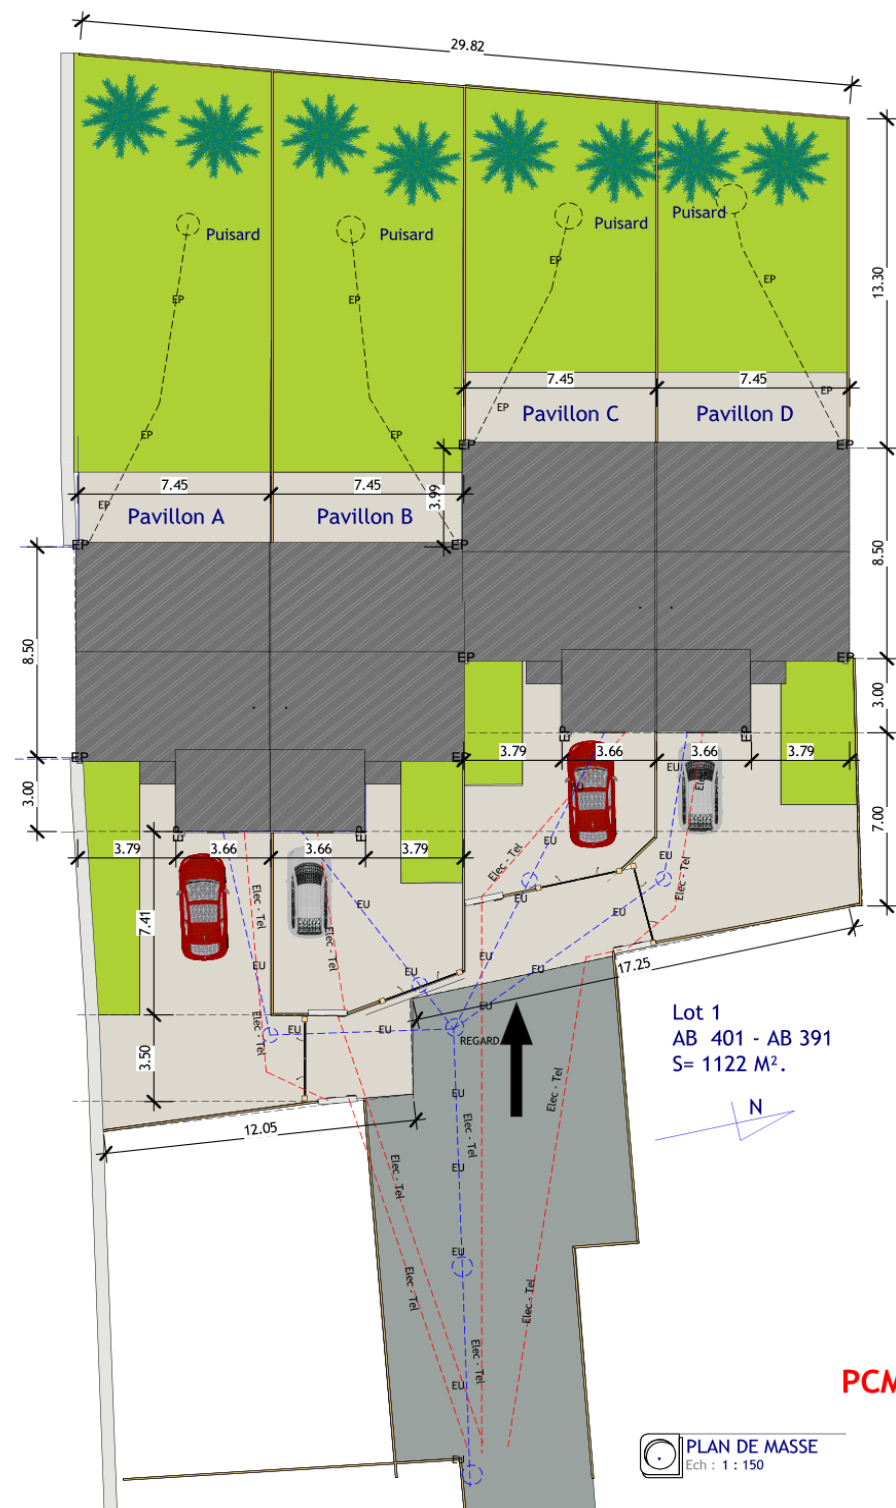 29.82
Puisard
Puisard
Puisard
Puisard
EP
EP
EP
EP
13.30
7.45
7.45
EP
EP
Pavillon C
Pavillon D
EP
EP
EP
EP
7.45
7.45
3.99
EP
Pavillon A
Pavillon B
EP
EP
8.50
8.50
EP
EP
3.00
EP
EP
EP
EP
3.79
3.66
3.66
3.79
3.00
EU
EU
EU
7.00
EP
EP
3.79
3.66
3.66
3.79
EU
EU
Elec - Tel
Elec - Tel
Elec - Tel
EU
EU
EU
7.41
Elec - Tel
EU
EU
EU
EU
17.25
EU
Lot 1
AB 401 - AB 391
S= 1122 M².
EU
EU
REGARD
Elec - Tel
3.50
EU
Elec - Tel
N
12.05
Elec - Tel
EU
Elec - Tel
EU
Elec - Tel
Elec - Tel
Elec - Tel
EU
PCM
PLAN DE MASSE
Ech : 1 : 150
EU